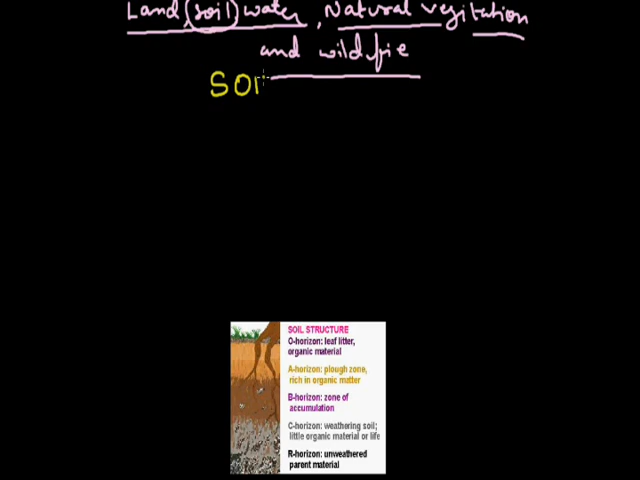 Land,(soil) water, Natural vegitation
and wildfie
SOI
SOIL STRUCTURE
O-horizon: leaf litter,
organic material
A-horizon: plough zone,
rich in organic matter
B-horizon: zone of
accumulation
C-horizon: weathering soil;
little organic material or life
R-horizon: unweathered
parent material